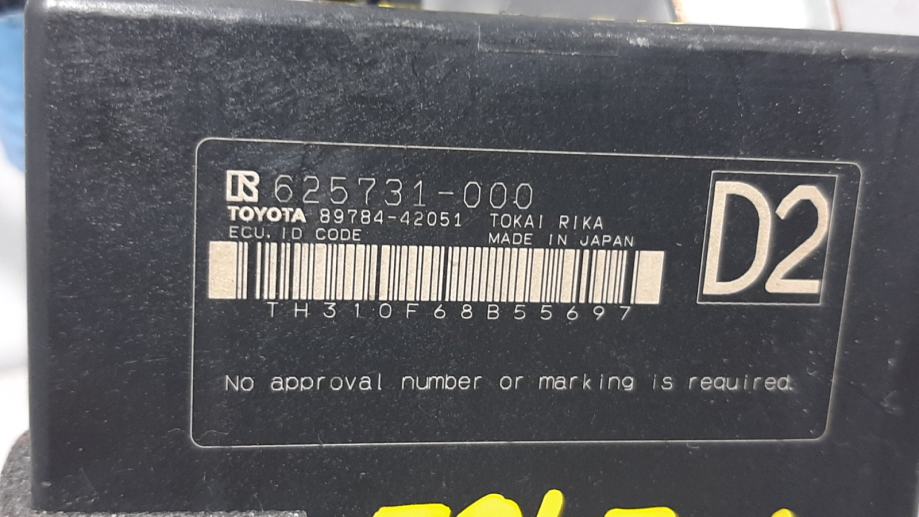 625731-000
TOYOTA 89784-42051 TOKAI RIKA
ECU, ID CODE MADE IN JAPAN
D2
TH310F68B55697
No approval number or marking is required.